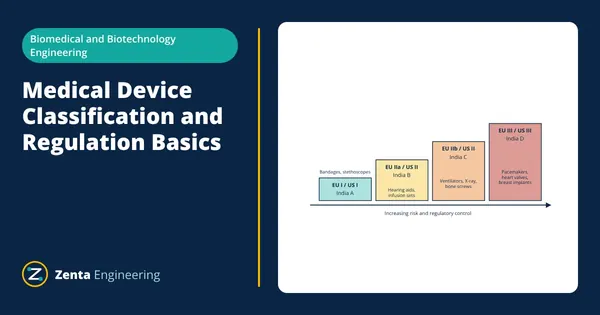 Biomedical and Biotechnology
Engineering
Medical Device
Classification and
Regulation Basics
Zenta Engineering
Bandages, stethoscopes
EU I / US I
India A
EU IIa / US II
India B
Hearing aids,
infusion sets
EU IIb / US II
India C
Ventilators, X-ray,
bone screws
EU III / US III
India D
Pacemakers,
heart valves,
breast implants
Increasing risk and regulatory control